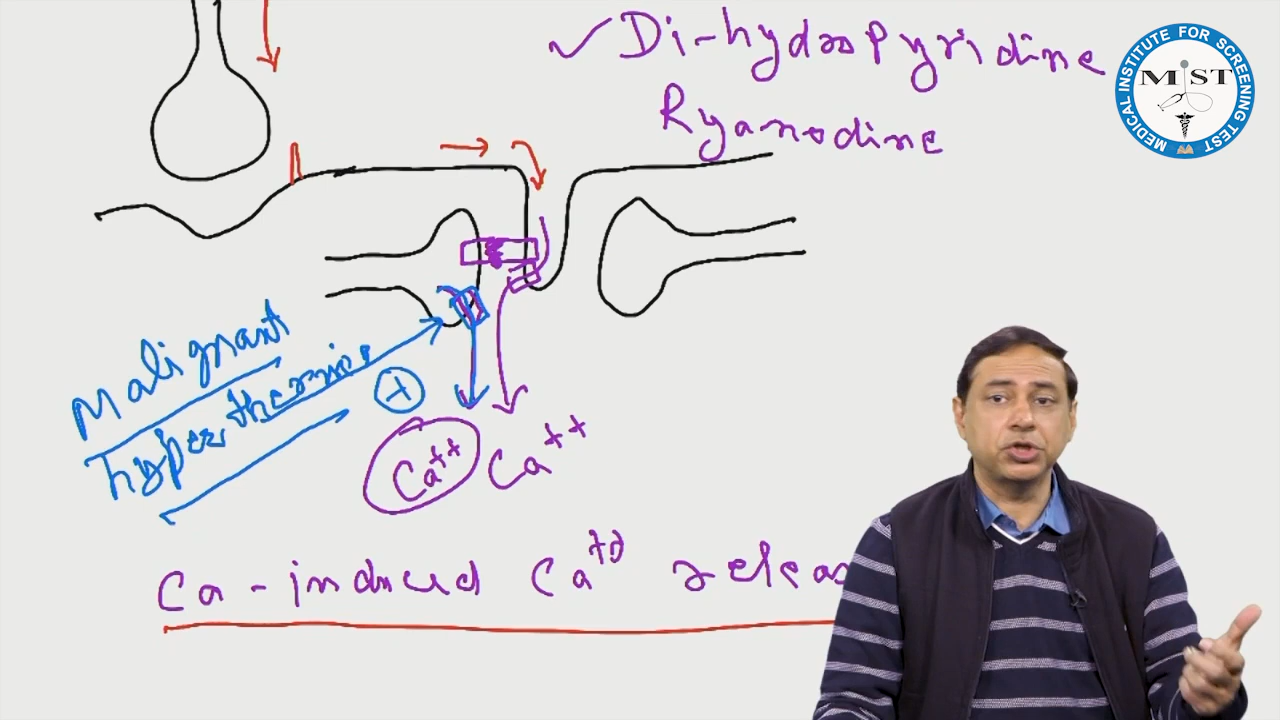 ✓ Di-hydropyridine
Ryanodine
MEDICAL INSTITUTE FOR SCREENING TEST
MIST
Malignant
hyperthermia
+
Ca++ Ca++
Ca-induced Ca++ releas